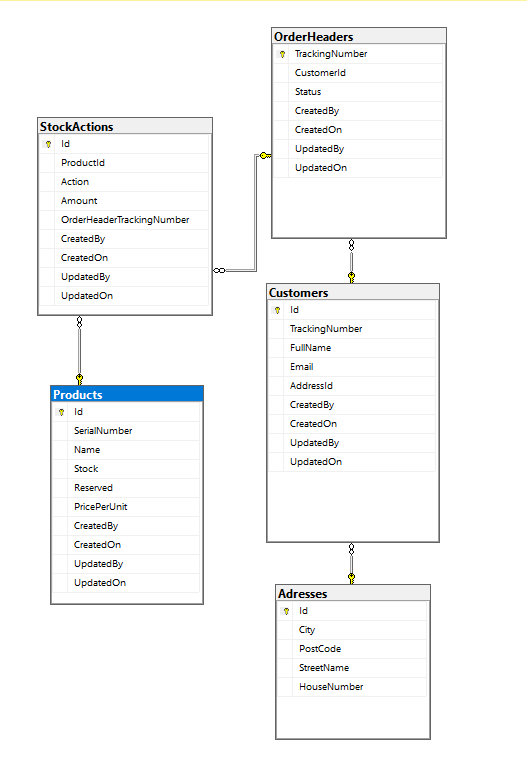 OrderHeaders
TrackingNumber
CustomerId
Status
CreatedBy
CreatedOn
UpdatedBy
UpdatedOn
StockActions
Id
ProductId
Action
Amount
OrderHeaderTrackingNumber
CreatedBy
CreatedOn
UpdatedBy
UpdatedOn
Customers
Id
TrackingNumber
FullName
Email
AddressId
CreatedBy
CreatedOn
UpdatedBy
UpdatedOn
Products
Id
SerialNumber
Name
Stock
Reserved
PricePerUnit
CreatedBy
CreatedOn
UpdatedBy
UpdatedOn
Adresses
Id
City
PostCode
StreetName
HouseNumber